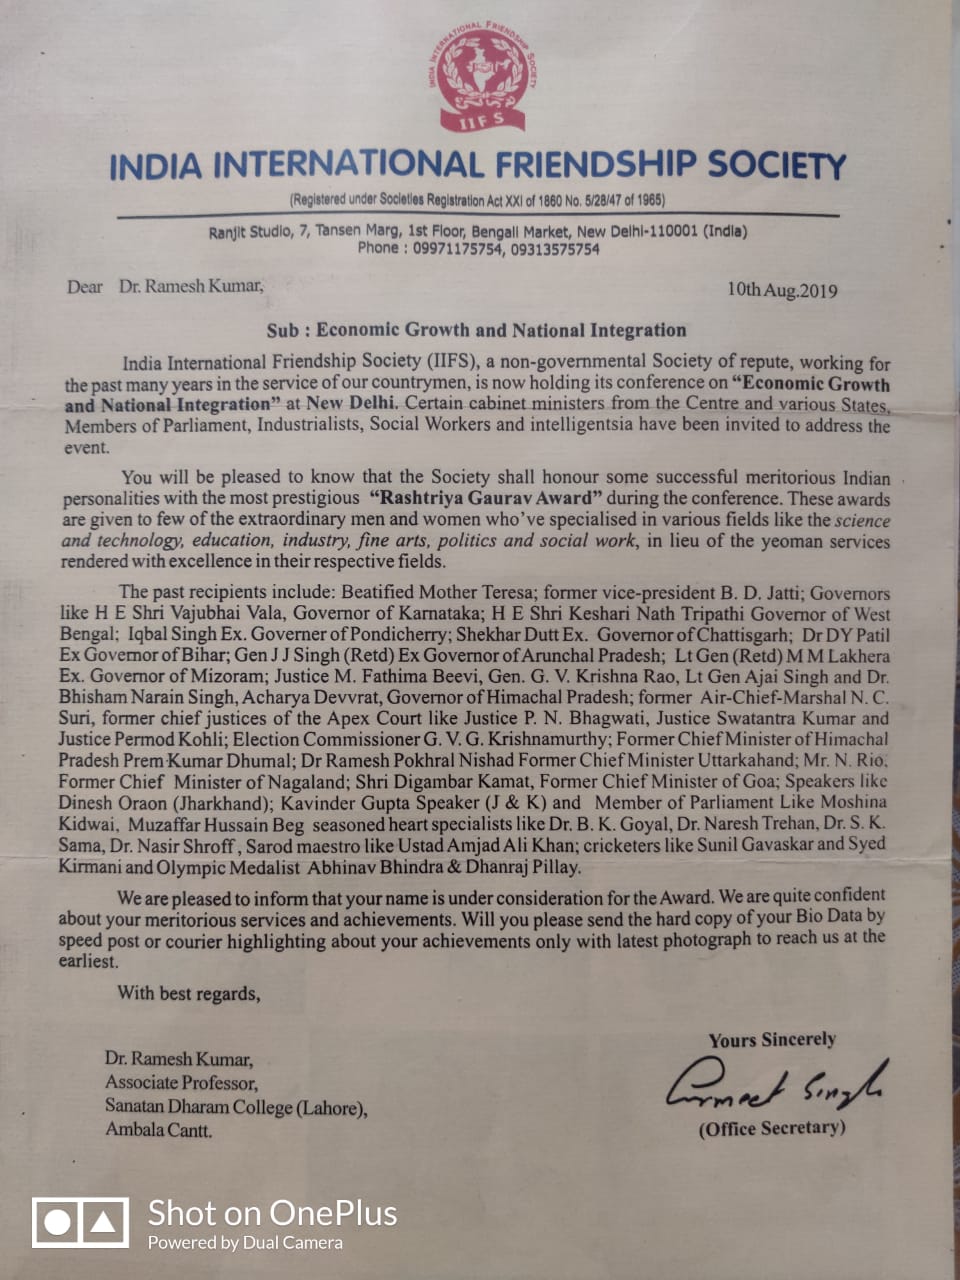 INDIA INTERNATIONAL FRIENDSHIP SOCIETY
IIFS
INDIA INTERNATIONAL FRIENDSHIP SOCIETY
(Registered under Societies Registration Act XXI of 1860 No. 5/28/47 of 1965)
Ranjit Studio, 7, Tansen Marg, 1st Floor, Bengali Market, New Delhi-110001 (India)
Phone : 09971175754, 09313575754
Dear Dr. Ramesh Kumar,
10th Aug.2019
Sub : Economic Growth and National Integration
India International Friendship Society (IIFS), a non-governmental Society of repute, working for
the past many years in the service of our countrymen, is now holding its conference on “Economic Growth
and National Integration” at New Delhi. Certain cabinet ministers from the Centre and various States,
Members of Parliament, Industrialists, Social Workers and intelligentsia have been invited to address the
event.
You will be pleased to know that the Society shall honour some successful meritorious Indian
personalities with the most prestigious “Rashtriya Gaurav Award” during the conference. These awards
are given to few of the extraordinary men and women who’ve specialised in various fields like the science
and technology, education, industry, fine arts, politics and social work, in lieu of the yeoman services
rendered with excellence in their respective fields.
The past recipients include: Beatified Mother Teresa; former vice-president B. D. Jatti; Governors
like H E Shri Vajubhai Vala, Governor of Karnataka; H E Shri Keshari Nath Tripathi Governor of West
Bengal; Iqbal Singh Ex. Governer of Pondicherry; Shekhar Dutt Ex. Governor of Chattisgarh; Dr DY Patil
Ex Governor of Bihar; Gen J J Singh (Retd) Ex Governor of Arunchal Pradesh; Lt Gen (Retd) M M Lakhera
Ex. Governor of Mizoram; Justice M. Fathima Beevi, Gen. G. V. Krishna Rao, Lt Gen Ajai Singh and Dr.
Bhisham Narain Singh, Acharya Devvrat, Governor of Himachal Pradesh; former Air-Chief-Marshal N. C.
Suri, former chief justices of the Apex Court like Justice P. N. Bhagwati, Justice Swatantra Kumar and
Justice Permod Kohli; Election Commissioner G. V. G. Krishnamurthy; Former Chief Minister of Himachal
Pradesh Prem Kumar Dhumal; Dr Ramesh Pokhral Nishad Former Chief Minister Uttarkahand; Mr. N. Rio,
Former Chief Minister of Nagaland; Shri Digambar Kamat, Former Chief Minister of Goa; Speakers like
Dinesh Oraon (Jharkhand); Kavinder Gupta Speaker (J & K) and Member of Parliament Like Moshina
Kidwai, Muzaffar Hussain Beg seasoned heart specialists like Dr. B. K. Goyal, Dr. Naresh Trehan, Dr. S. K.
Sama, Dr. Nasir Shroff, Sarod maestro like Ustad Amjad Ali Khan; cricketers like Sunil Gavaskar and Syed
Kirmani and Olympic Medalist Abhinav Bhindra & Dhanraj Pillay.
We are pleased to inform that your name is under consideration for the Award. We are quite confident
about your meritorious services and achievements. Will you please send the hard copy of your Bio Data by
speed post or courier highlighting about your achievements only with latest photograph to reach us at the
earliest.
With best regards,
Yours Sincerely
Gurmeet Singh
(Office Secretary)
Dr. Ramesh Kumar,
Associate Professor,
Sanatan Dharam College (Lahore),
Ambala Cantt.
Shot on OnePlus
Powered by Dual Camera